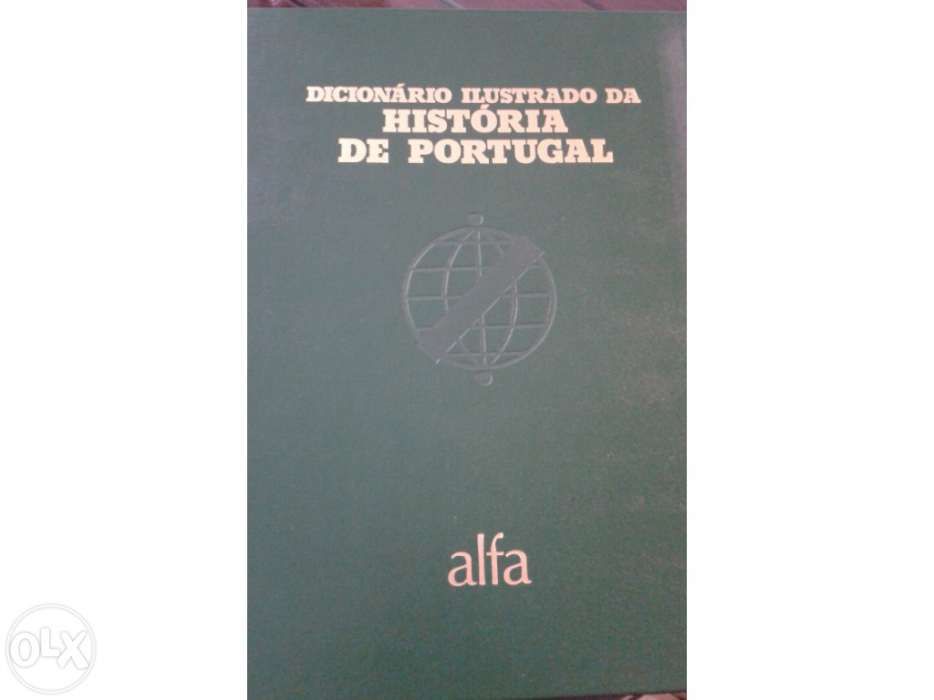 DICIONÁRIO ILUSTRADO DA
HISTÓRIA
DE PORTUGAL
alfa
OLX